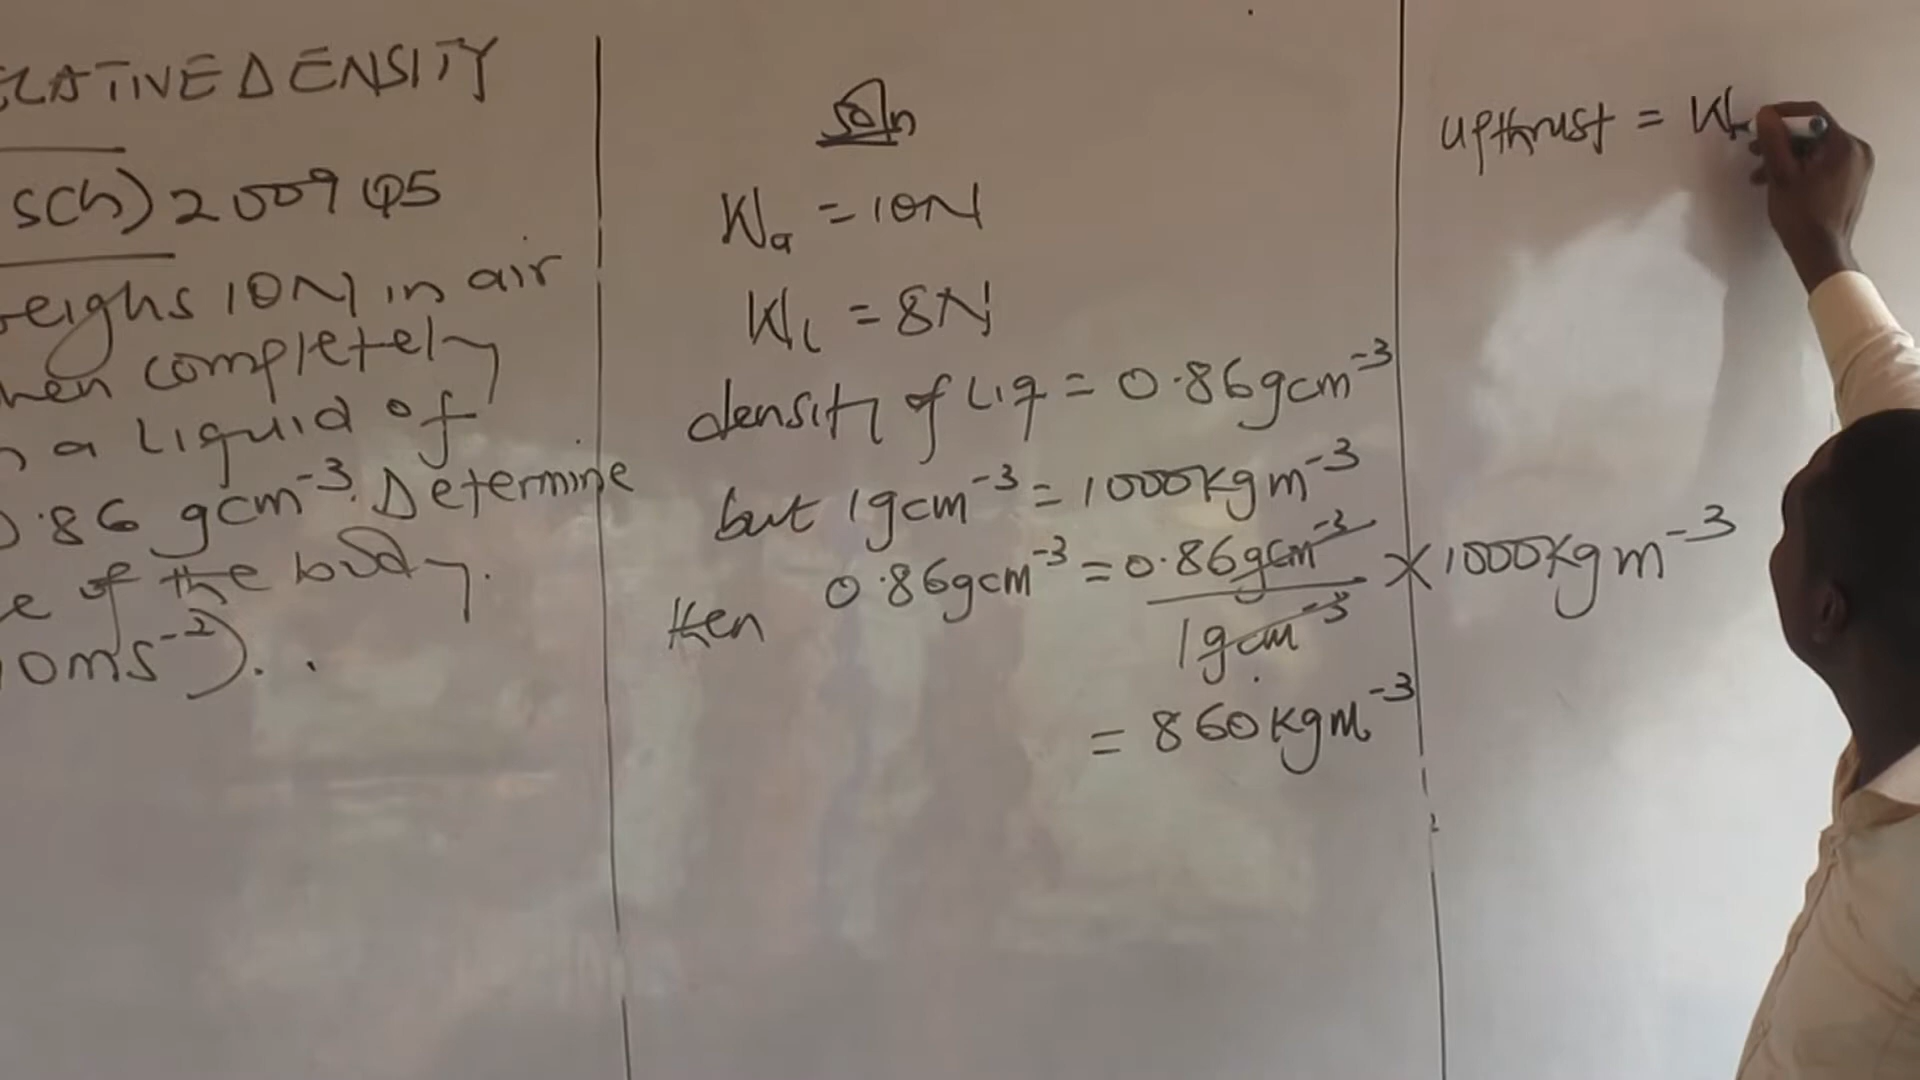 ELATIVE DENSITY
SCh) 2009 Q5
eighs 10N in air
hen completely
a Liquid of
0.86 gcm⁻³. Determine
e of the body.
10ms⁻²)..
Soln
Wa = 10N
WL = 8N
density of Liq = 0.86gcm⁻³
but 1gcm⁻³ = 1000kgm⁻³
then 0.86gcm⁻³ = 0.86gcm⁻³ / 1gcm⁻³ × 1000kgm⁻³
= 860kgm⁻³
upthrust = W